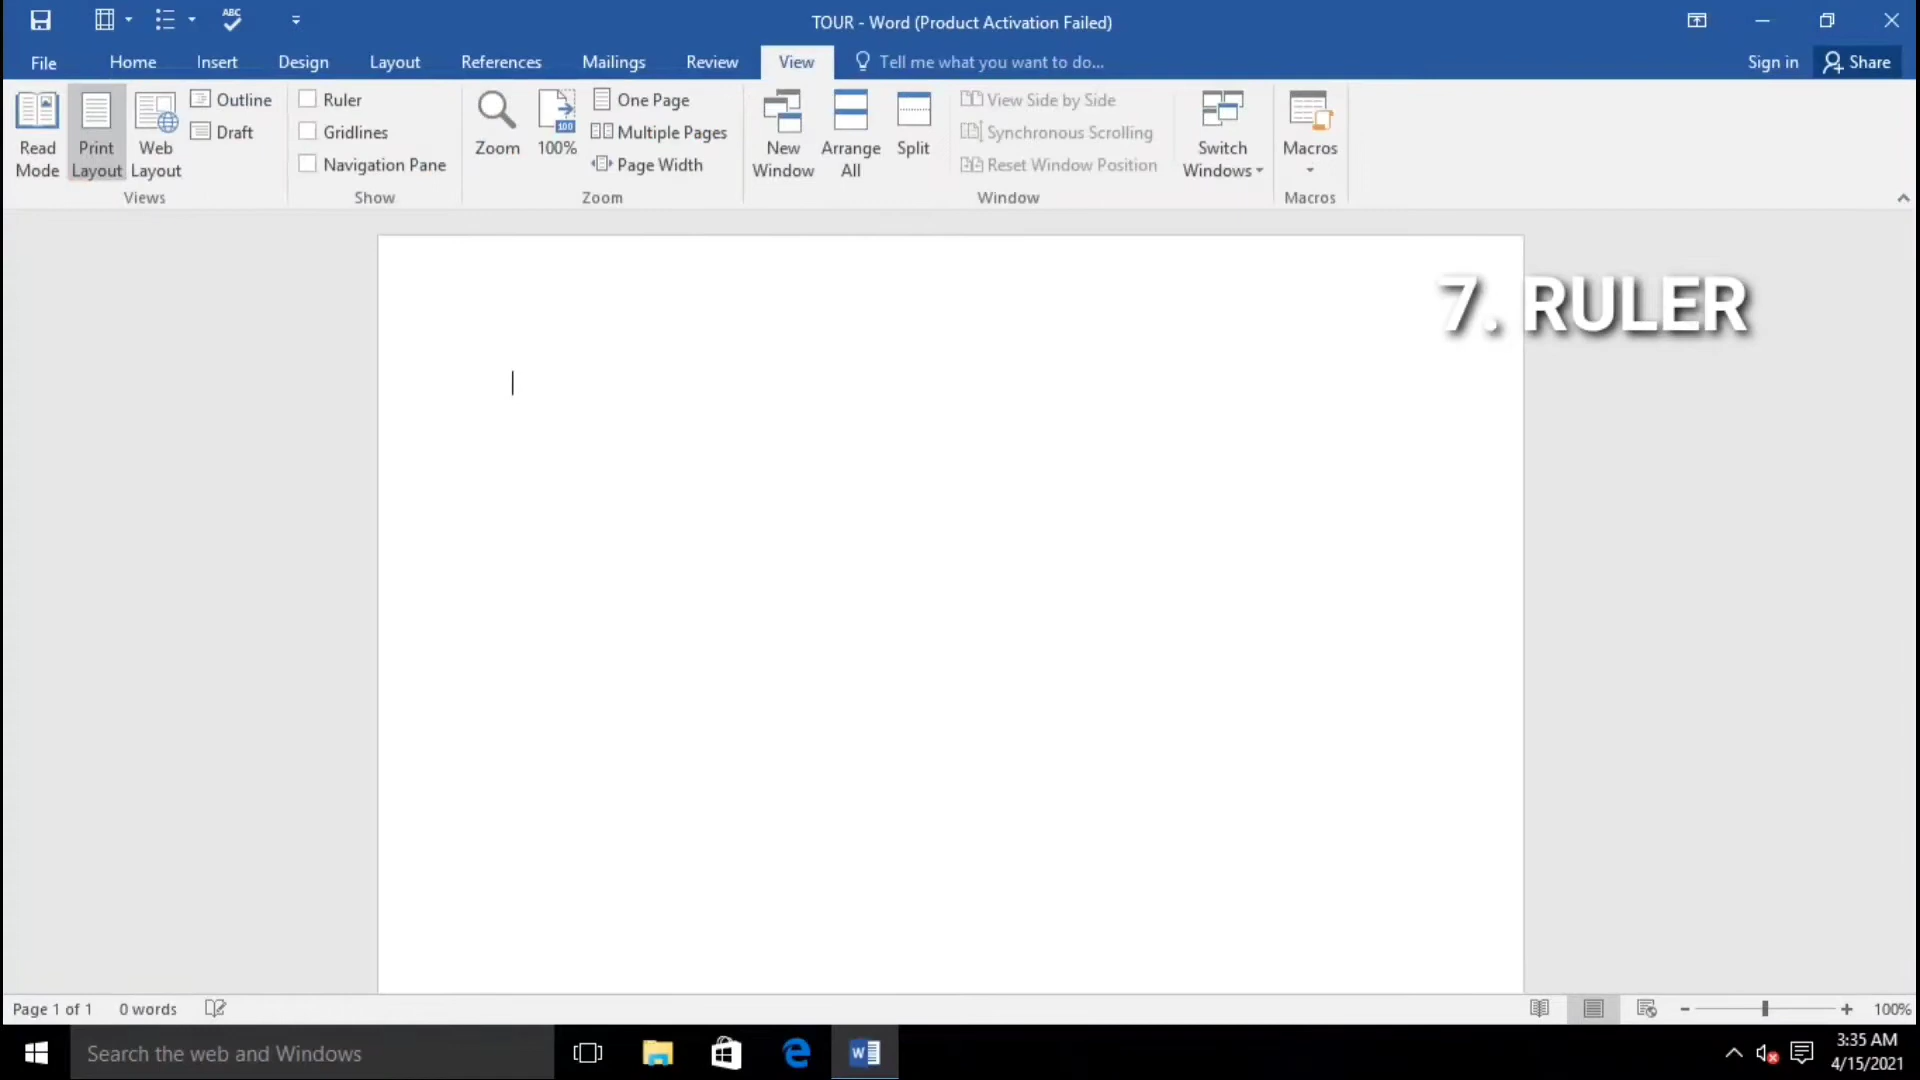 ABC
TOUR - Word (Product Activation Failed)
File Home Insert Design Layout References Mailings Review View Tell me what you want to do... Sign in Share
Read Mode
Print Layout
Web Layout
Outline
Draft
Views
Ruler
Gridlines
Navigation Pane
Show
Zoom
100
100%
One Page
Multiple Pages
Page Width
Zoom
New Window
Arrange All
Split
View Side by Side
Synchronous Scrolling
Reset Window Position
Switch Windows
Window
Macros
Macros
7. RULER
Page 1 of 1 0 words 100%
Search the web and Windows
W
3:35 AM
4/15/2021